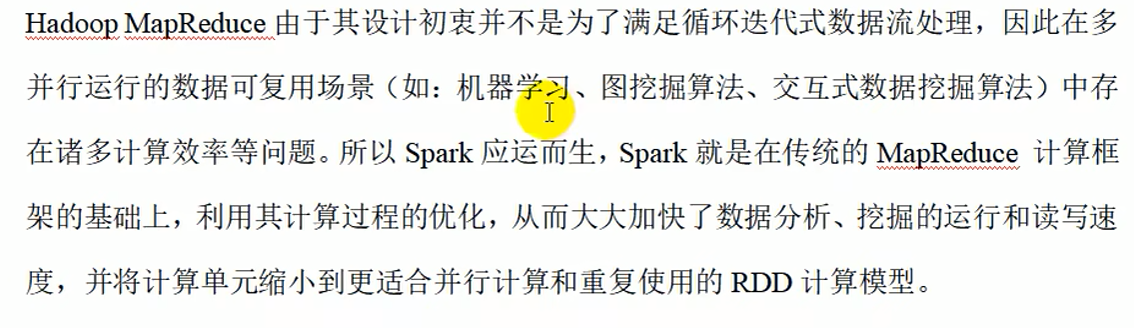 Hadoop MapReduce 由于其设计初衷并不是为了满足循环迭代式数据流处理，因此在多
并行运行的数据可复用场景（如：机器学习、图挖掘算法、交互式数据挖掘算法）中存
在诸多计算效率等问题。所以 Spark 应运而生，Spark 就是在传统的 MapReduce 计算框
架的基础上，利用其计算过程的优化，从而大大加快了数据分析、挖掘的运行和读写速
度，并将计算单元缩小到更适合并行计算和重复使用的 RDD 计算模型。